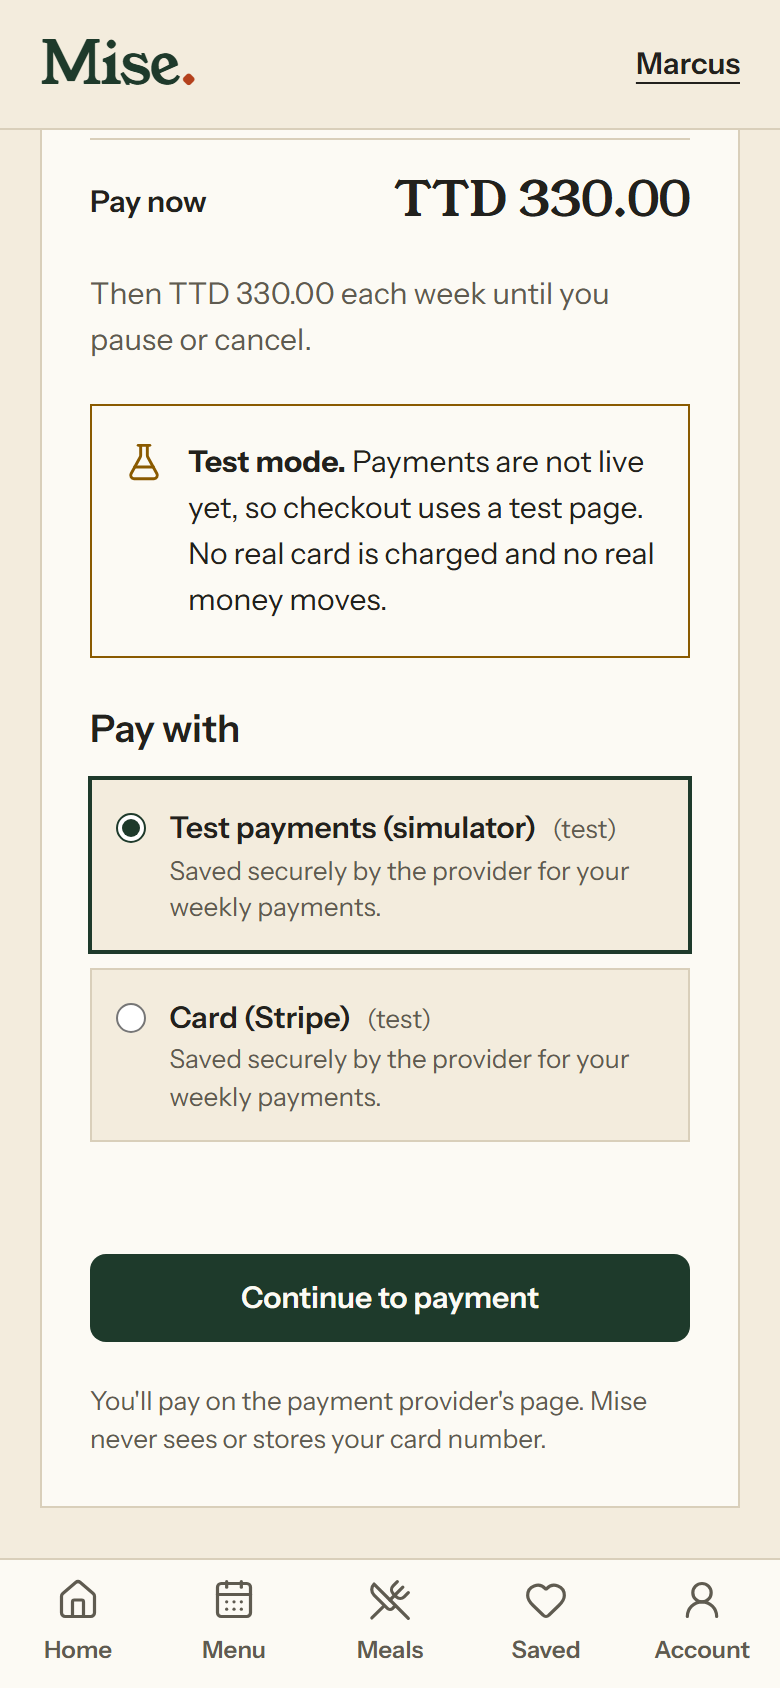 Mise.
Marcus
Pay now
TTD 330.00
Then TTD 330.00 each week until you
pause or cancel.
Test mode. Payments are not live
yet, so checkout uses a test page.
No real card is charged and no real
money moves.
Pay with
Test payments (simulator) (test)
Saved securely by the provider for your
weekly payments.
Card (Stripe) (test)
Saved securely by the provider for your
weekly payments.
Continue to payment
You'll pay on the payment provider's page. Mise
never sees or stores your card number.
Home
Menu
Meals
Saved
Account